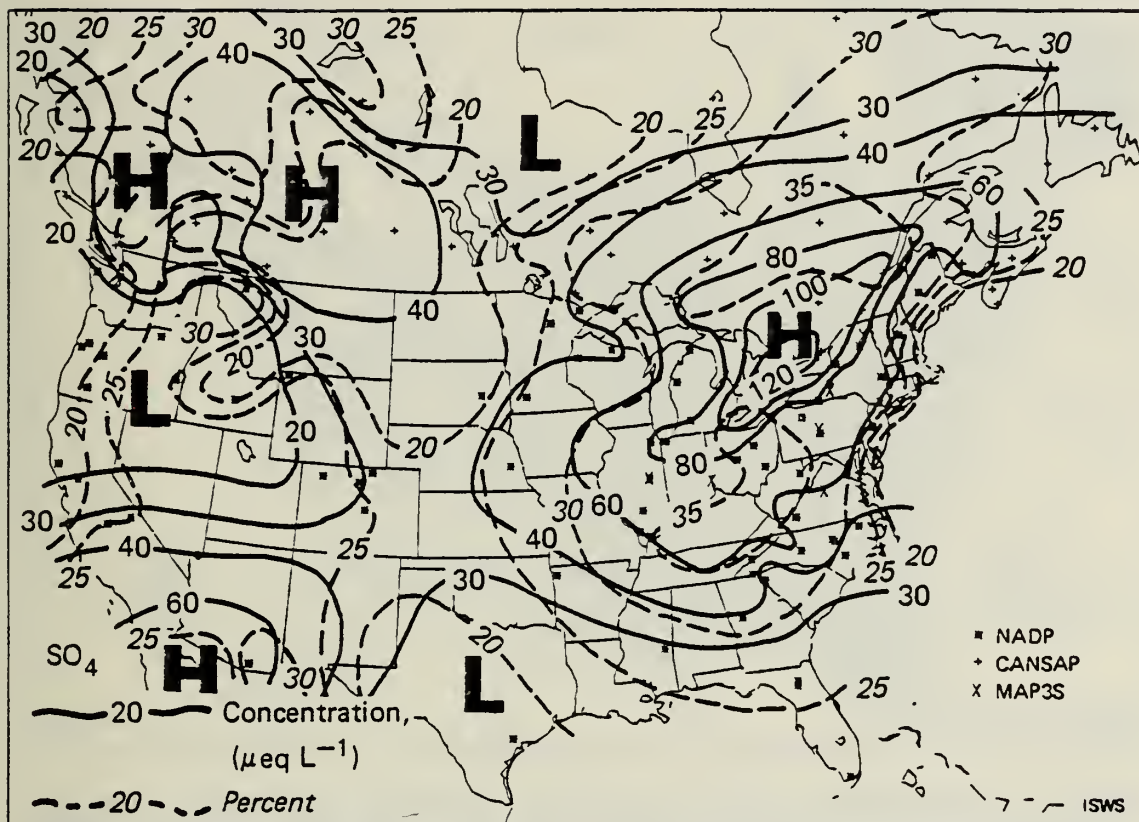 30 20 25 30 20 30 25 30 30
20 40
20 30
20 25 40
20 H H L 30 35 60
20 25
20 80 20
40 100
30 H
30
20 120
25 L
20 20 20 80
30 60 35
30 25 40 20
25 40 25 30
60 30 20
25 SO4 H 30 L 25
NADP
CANSAP
MAP3S
20 Concentration,
(μeq L−1)
20 Percent
ISWS